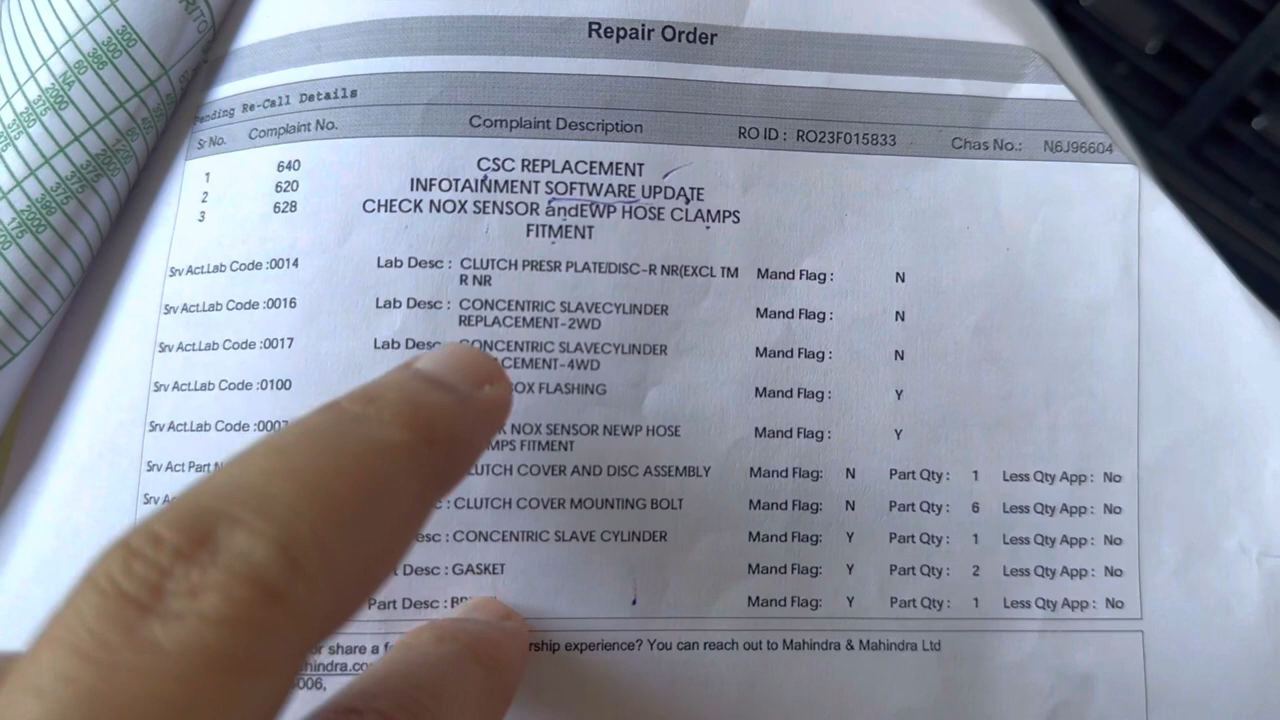 Repair Order
Pending Re-Call Details
Sr No. Complaint No. Complaint Description RO ID : RO23F015833 Chas No.: N6J96604
1 640 CSC REPLACEMENT
2 620 INFOTAINMENT SOFTWARE UPDATE
3 628 CHECK NOX SENSOR andEWP HOSE CLAMPS
FITMENT
Srv Act.Lab Code :0014 Lab Desc : CLUTCH PRESR PLATE/DISC-R NR(EXCL TM Mand Flag : N
R NR
Srv Act.Lab Code :0016 Lab Desc : CONCENTRIC SLAVECYLINDER Mand Flag : N
REPLACEMENT-2WD
Srv Act.Lab Code :0017 Lab Desc CONCENTRIC SLAVECYLINDER Mand Flag : N
CEMENT-4WD
Srv Act.Lab Code :0100 OX FLASHING Mand Flag : Y
Srv Act.Lab Code :0007 NOX SENSOR NEWP HOSE Mand Flag : Y
MPS FITMENT
Srv Act Part LUTCH COVER AND DISC ASSEMBLY Mand Flag: N Part Qty : 1 Less Qty App : No
Srv : CLUTCH COVER MOUNTING BOLT Mand Flag: N Part Qty : 6 Less Qty App : No
esc : CONCENTRIC SLAVE CYLINDER Mand Flag: Y Part Qty : 1 Less Qty App : No
Desc : GASKET Mand Flag: Y Part Qty : 2 Less Qty App : No
Part Desc : Mand Flag: Y Part Qty : 1 Less Qty App : No
or share a rship experience? You can reach out to Mahindra & Mahindra Ltd
hindra.co
006,